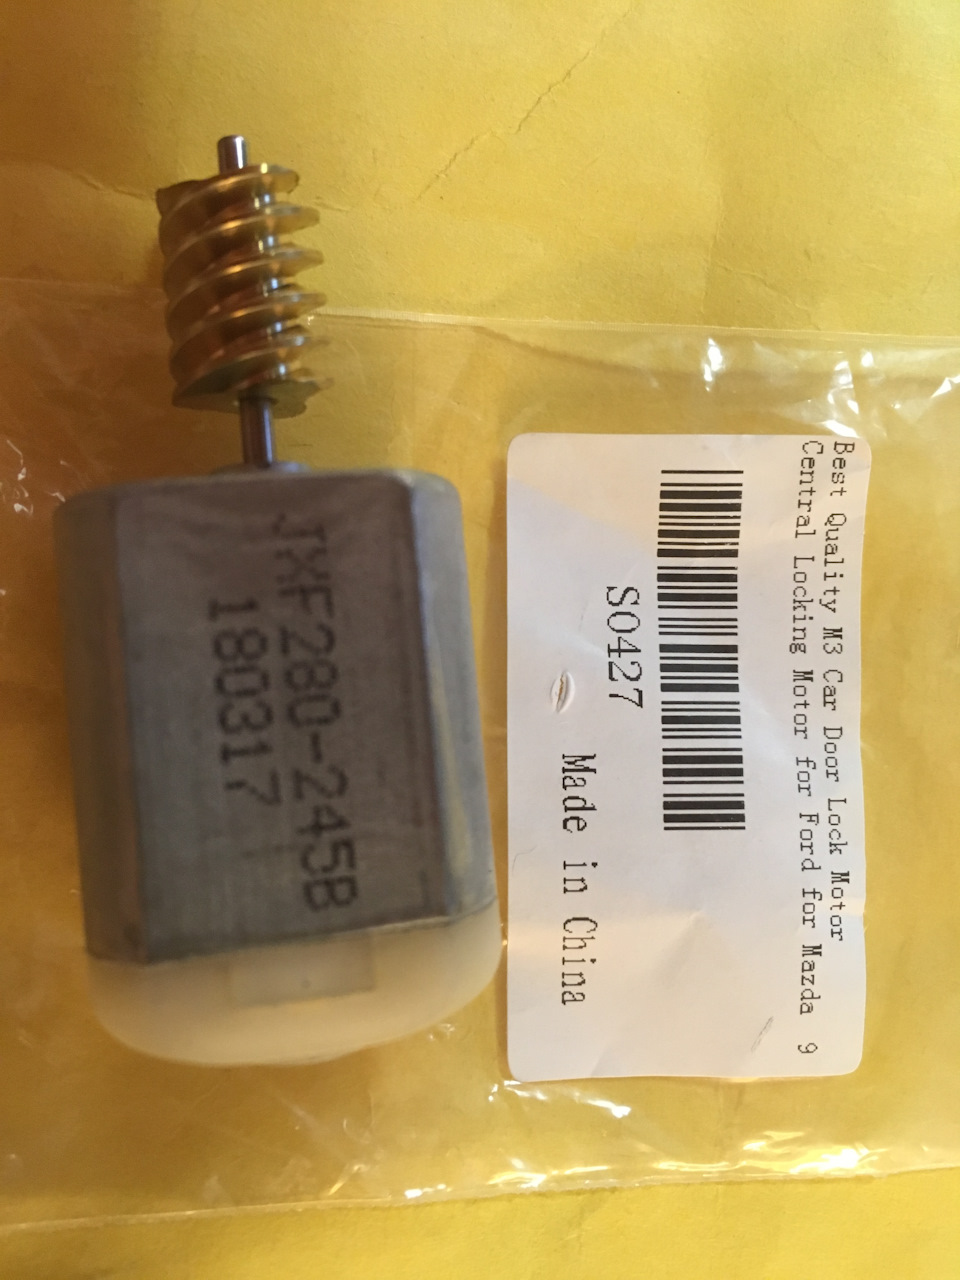 JXF280-245B
180317
Best Quality M3 Car Door Lock Motor
Central Locking Motor for Ford for Mazda 9
S0427
Made in China